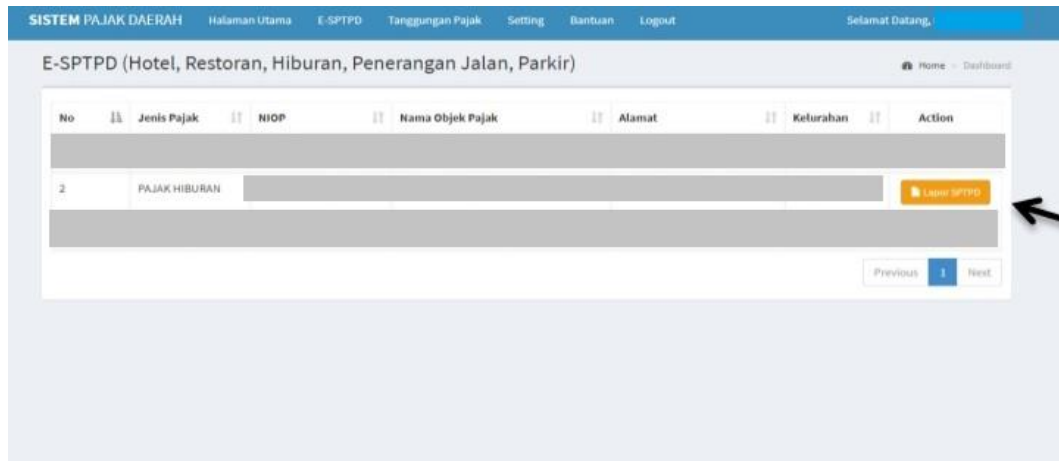 SISTEM PAJAK DAERAH Halaman Utama E-SPTPD Tanggungan Pajak Setting Bantuan Logout Selamat Datang,
E-SPTPD (Hotel, Restoran, Hiburan, Penerangan Jalan, Parkir) Home Dashboard
No Jenis Pajak NIOP Nama Objek Pajak Alamat Kelurahan Action
2 PAJAK HIBURAN Lapor SPTPD
Previous 1 Next